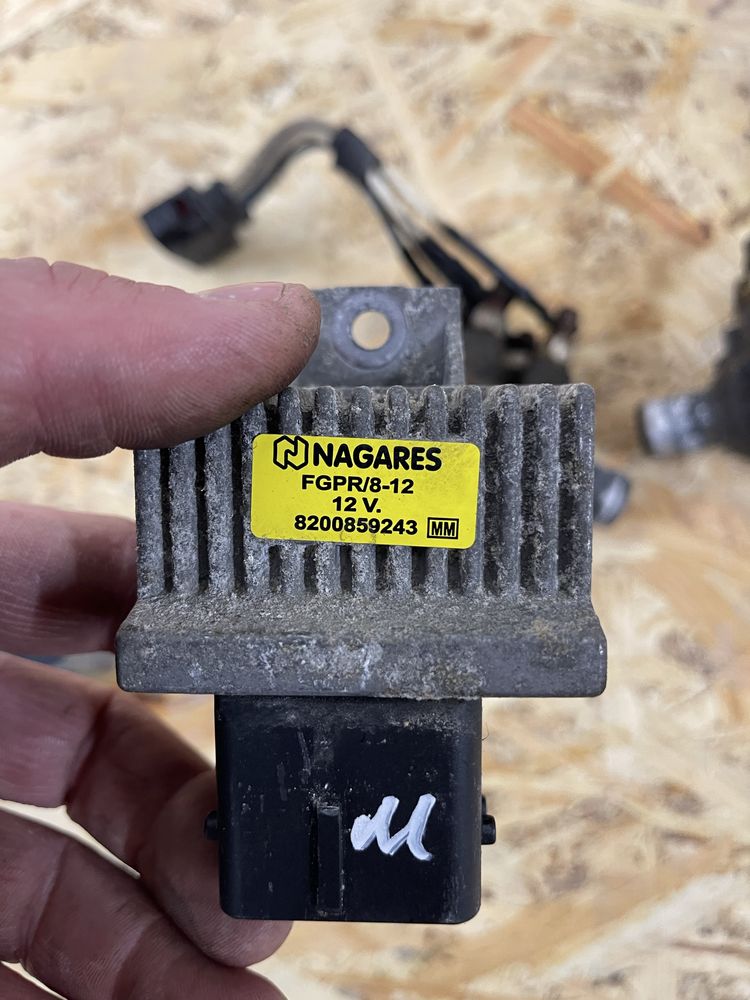 NAGARES
FGPR/8-12
12 V.
8200859243 MM